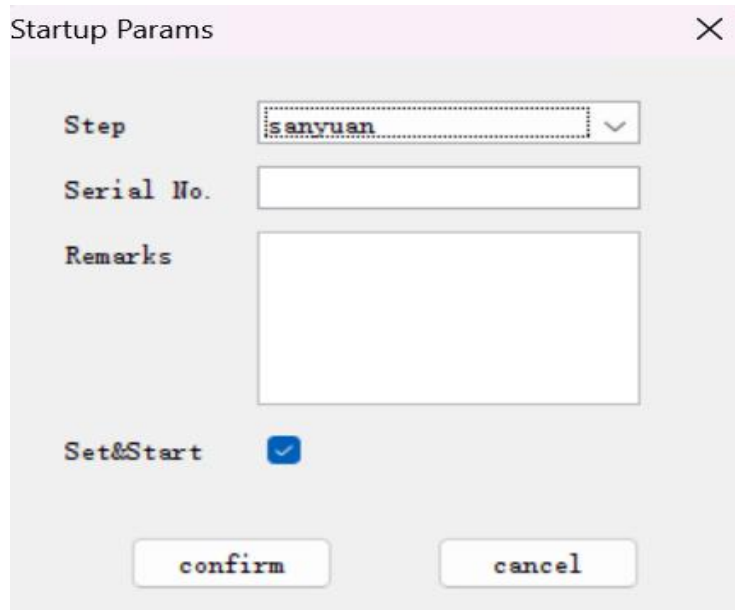 Startup Params
Step
sanyuan
Serial No.
Remarks
Set&Start
confirm
cancel